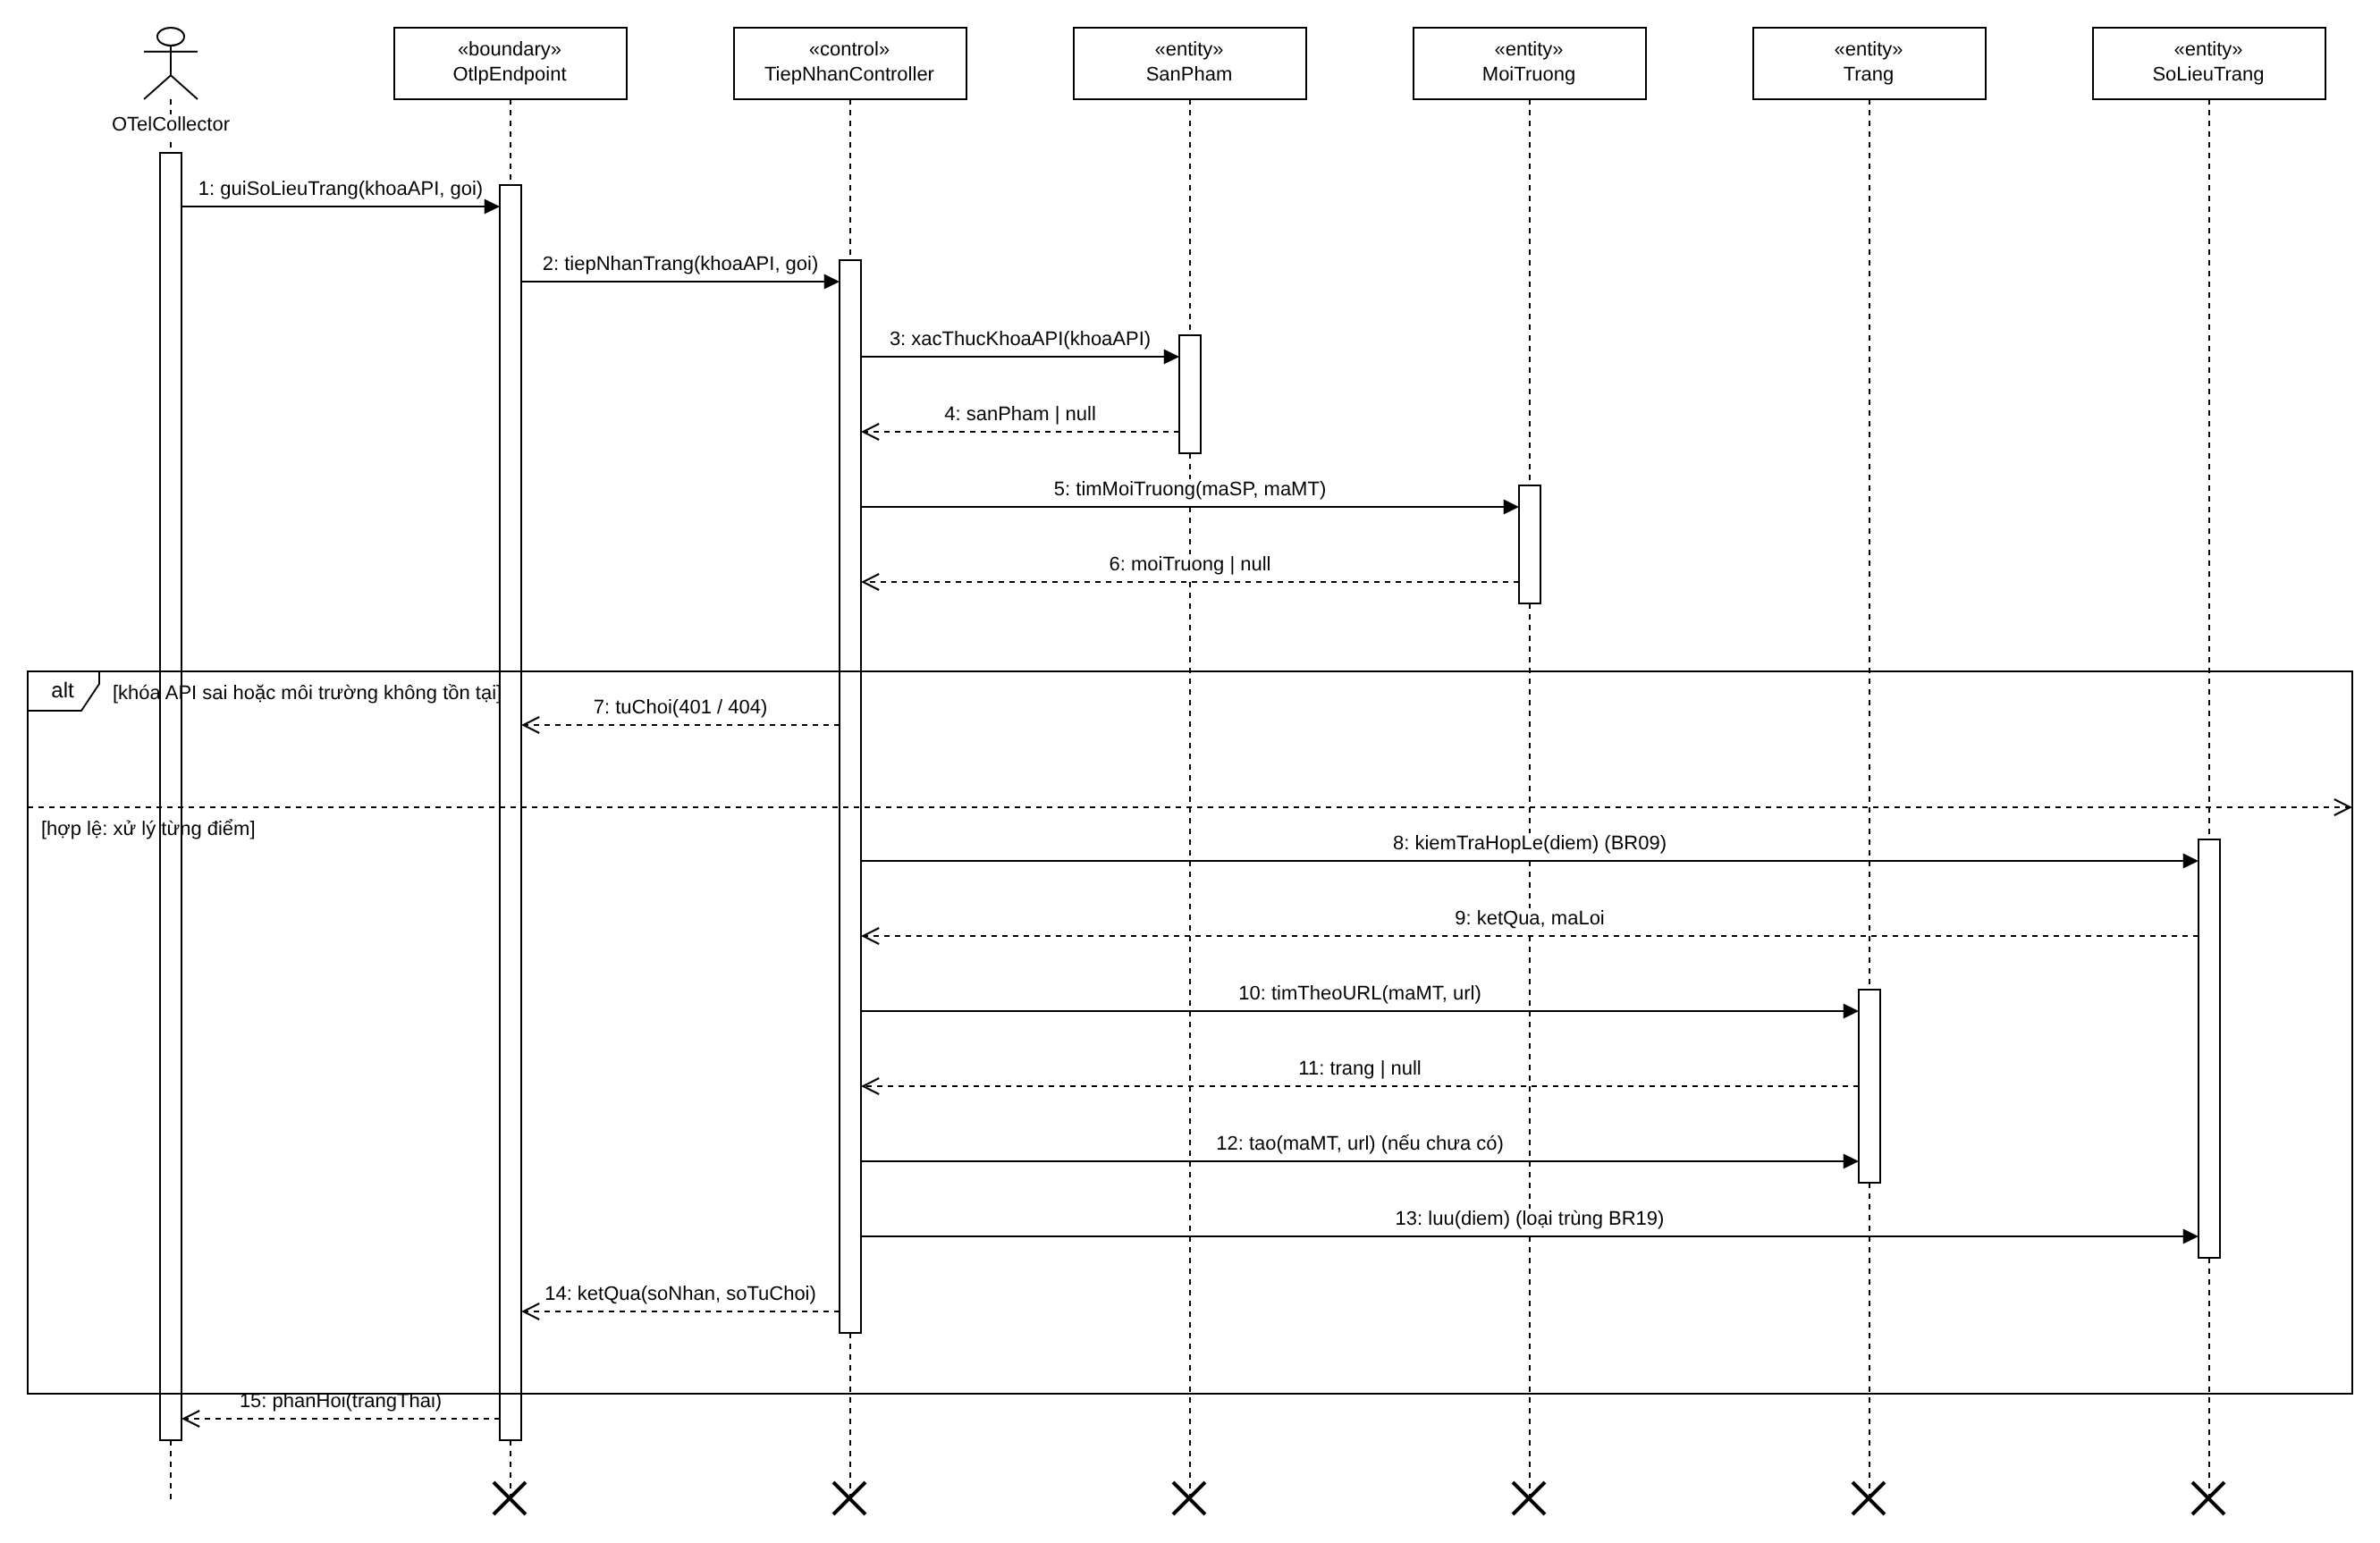 «boundary»
OtlpEndpoint
«control»
TiepNhanController
«entity»
SanPham
«entity»
MoiTruong
«entity»
Trang
«entity»
SoLieuTrang
OTelCollector
1: guiSoLieuTrang(khoaAPI, goi)
2: tiepNhanTrang(khoaAPI, goi)
3: xacThucKhoaAPI(khoaAPI)
4: sanPham | null
5: timMoiTruong(maSP, maMT)
6: moiTruong | null
alt
[khóa API sai hoặc môi trường không tồn tại]
7: tuChoi(401 / 404)
[hợp lệ: xử lý từng điểm]
8: kiemTraHopLe(diem) (BR09)
9: ketQua, maLoi
10: timTheoURL(maMT, url)
11: trang | null
12: tao(maMT, url) (nếu chưa có)
13: luu(diem) (loại trùng BR19)
14: ketQua(soNhan, soTuChoi)
15: phanHoi(trangThai)